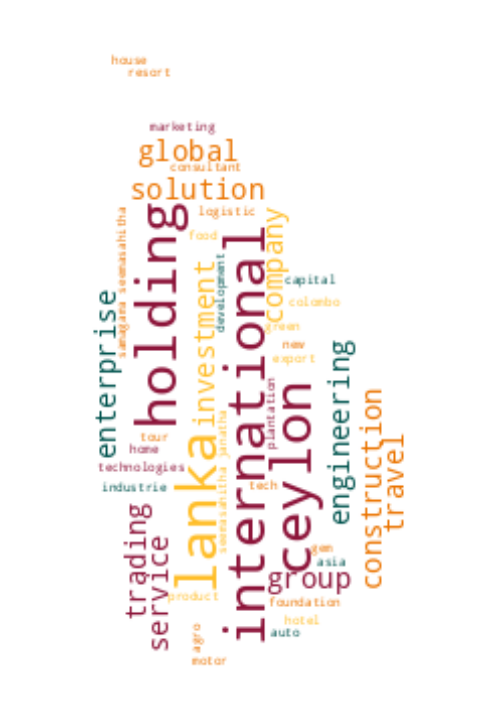 house
resort
marketing
global
consultant
solution
logistic
holding
samagama seemasahitha
food
company
international
development
investment
capital
enterprise
colombo
green
new
export
engineering
plantation
ceylon
construction
lanka
seemasahitha janatha
tour
home
travel
technologies
industrie
tech
trading
service
gem
asia
group
product
foundation
hotel
auto
agro
motor